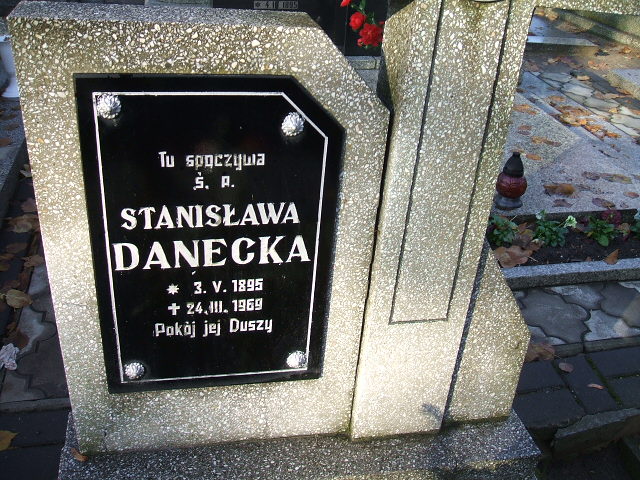 Tu spoczywa
ś. p.
STANISŁAWA
DANECKA
* 3. V. 1895
✝ 24. III. 1969
Pokój jej Duszy